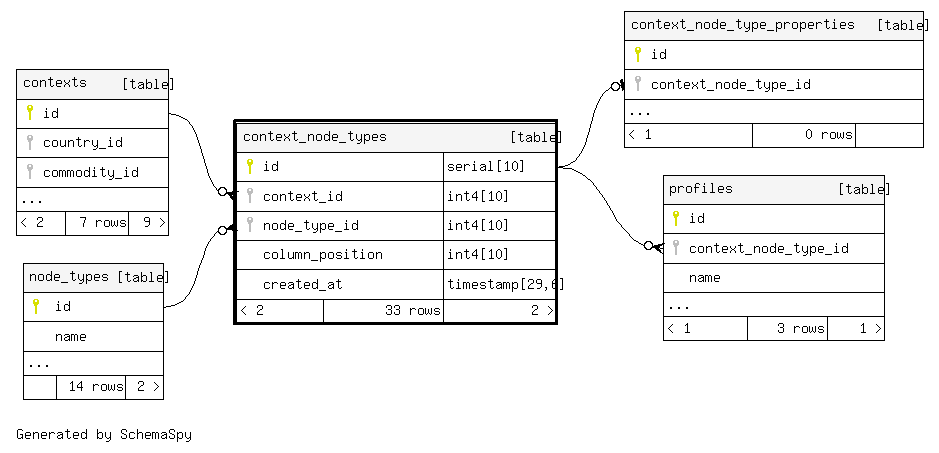 contexts [table]
id
country_id
commodity_id
...
< 2 7 rows 9 >
node_types [table]
id
name
...
14 rows 2 >
context_node_types [table]
id serial[10]
context_id int4[10]
node_type_id int4[10]
column_position int4[10]
created_at timestamp[29,6]
< 2 33 rows 2 >
context_node_type_properties [table]
id
context_node_type_id
...
< 1 0 rows
profiles [table]
id
context_node_type_id
name
...
< 1 3 rows 1 >
Generated by SchemaSpy